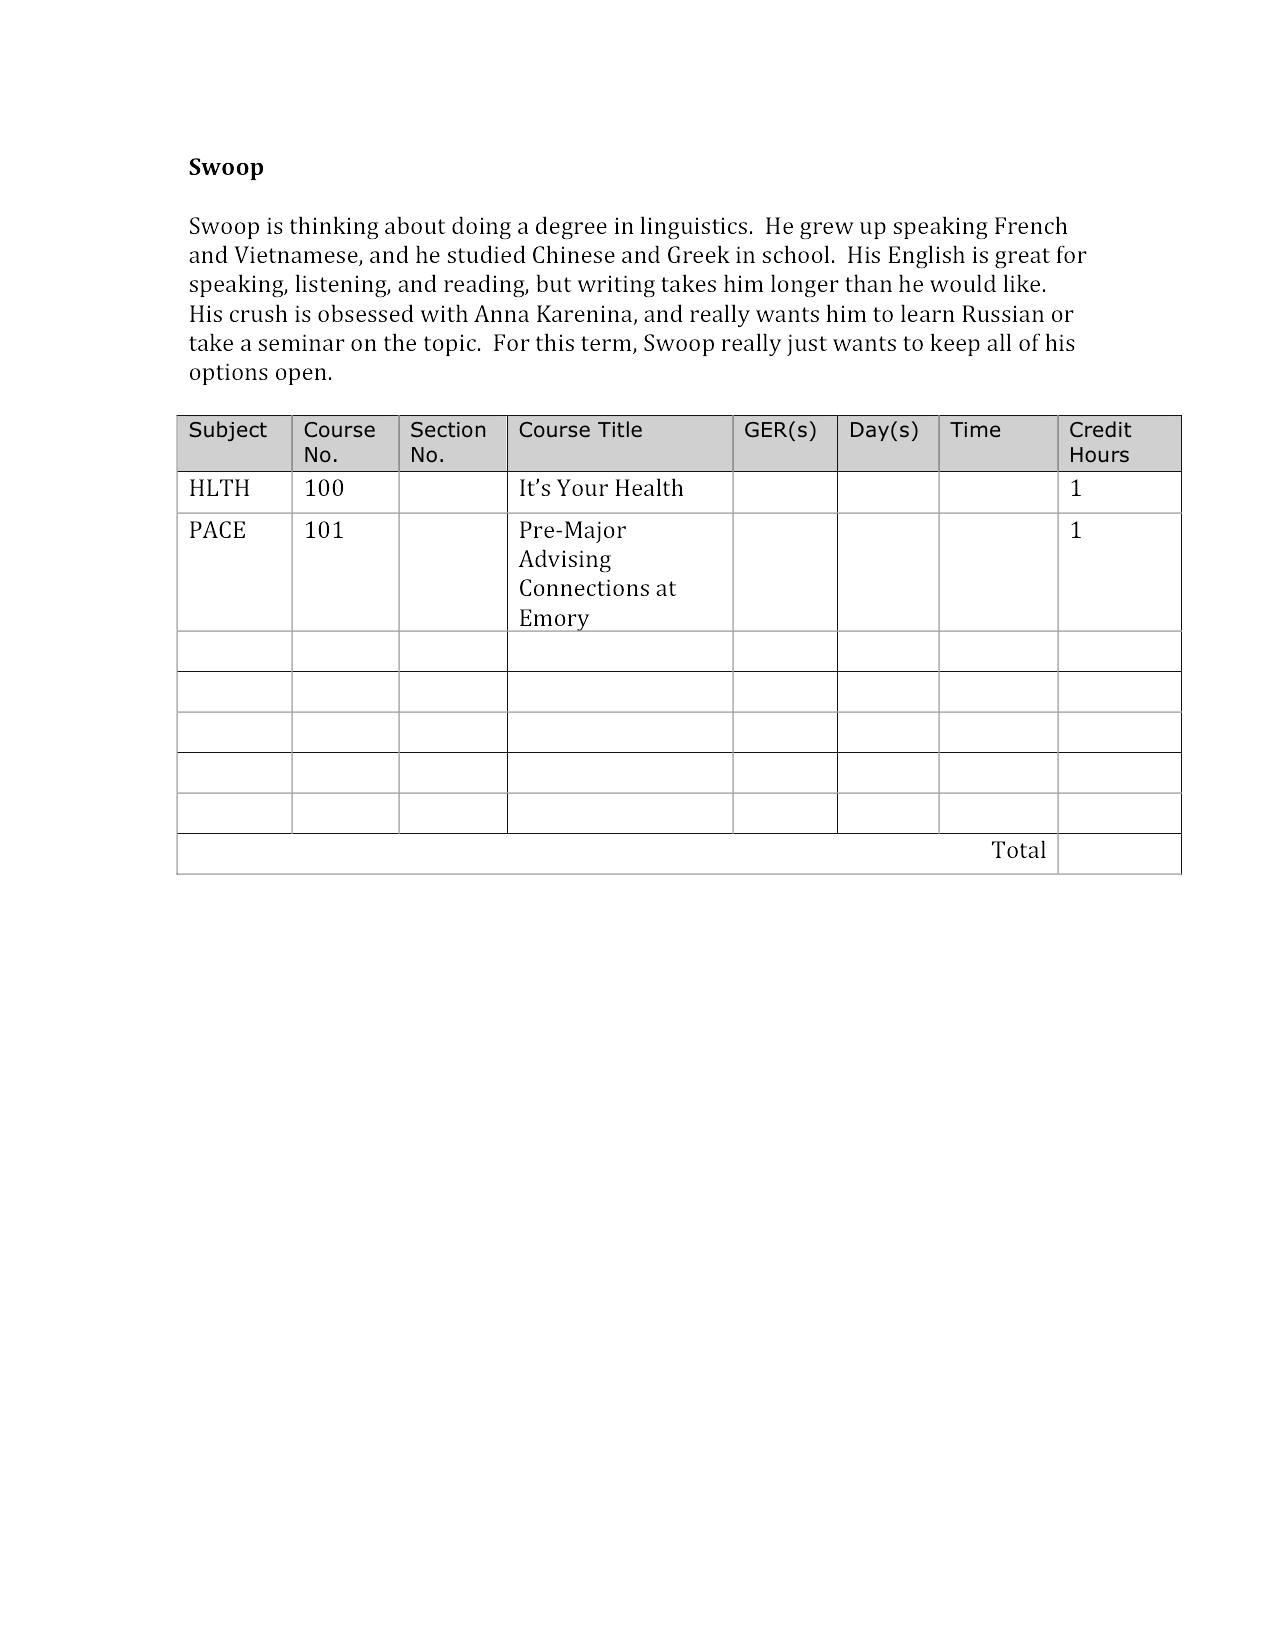 Swoop
Swoop is thinking about doing a degree in linguistics.  He grew up speaking French
and Vietnamese, and he studied Chinese and Greek in school.  His English is great for
speaking, listening, and reading, but writing takes him longer than he would like.
His crush is obsessed with Anna Karenina, and really wants him to learn Russian or
take a seminar on the topic.  For this term, Swoop really just wants to keep all of his
options open.
Subject Course No. Section No. Course Title GER(s) Day(s) Time Credit Hours
HLTH 100 It’s Your Health 1
PACE 101 Pre-Major 1
Advising
Connections at
Emory
Total